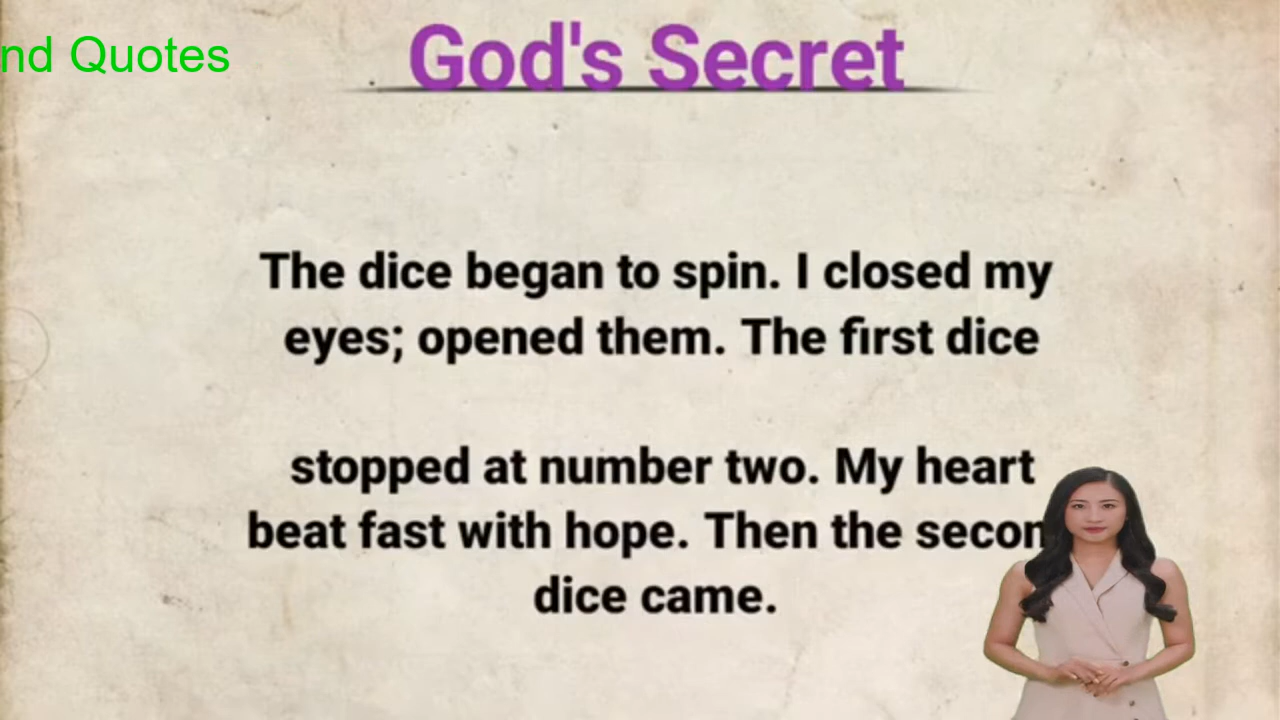 nd Quotes
God's Secret
The dice began to spin. I closed my
eyes; opened them. The first dice
stopped at number two. My heart
beat fast with hope. Then the secon
dice came.